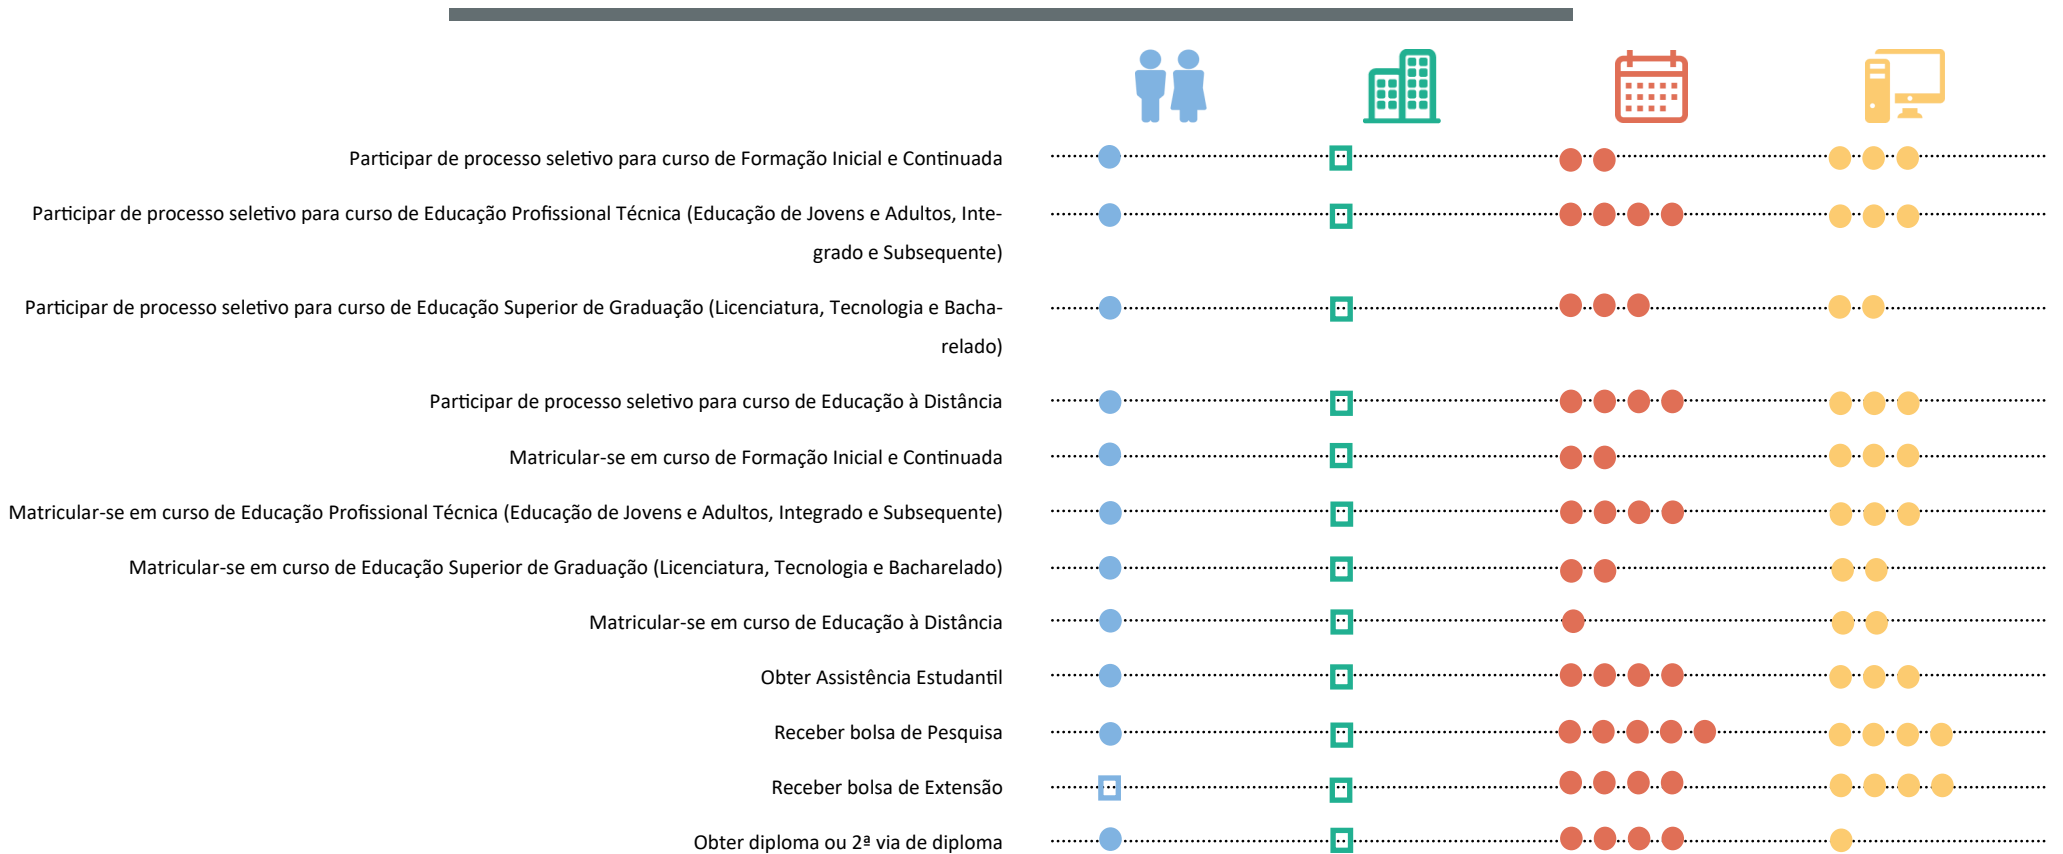 Participar de processo seletivo para curso de Formação Inicial e Continuada
Participar de processo seletivo para curso de Educação Profissional Técnica (Educação de Jovens e Adultos, Inte-
grado e Subsequente)
Participar de processo seletivo para curso de Educação Superior de Graduação (Licenciatura, Tecnologia e Bacha-
relado)
Participar de processo seletivo para curso de Educação à Distância
Matricular-se em curso de Formação Inicial e Continuada
Matricular-se em curso de Educação Profissional Técnica (Educação de Jovens e Adultos, Integrado e Subsequente)
Matricular-se em curso de Educação Superior de Graduação (Licenciatura, Tecnologia e Bacharelado)
Matricular-se em curso de Educação à Distância
Obter Assistência Estudantil
Receber bolsa de Pesquisa
Receber bolsa de Extensão
Obter diploma ou 2ª via de diploma